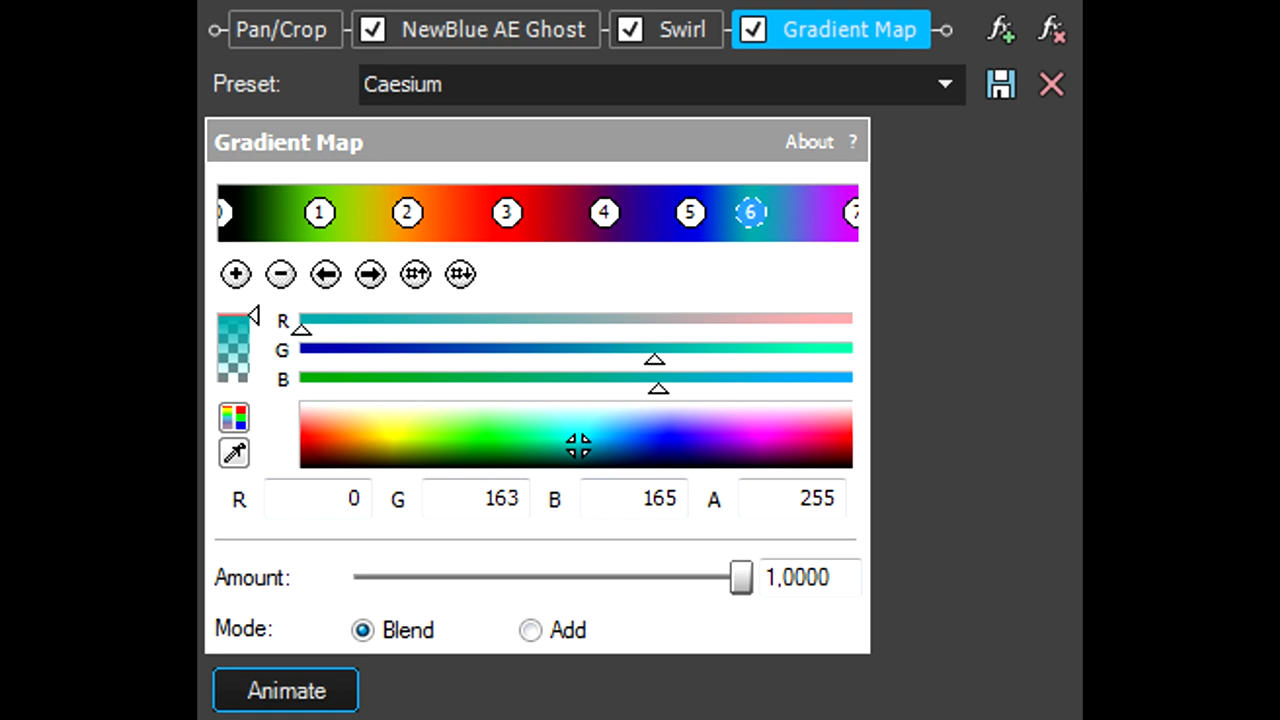 Pan/Crop NewBlue AE Ghost Swirl Gradient Map
Preset: Caesium
Gradient Map About ?
1 2 3 4 5 6 7
R
G
B
R 0 G 163 B 165 A 255
Amount: 1,0000
Mode: Blend Add
Animate